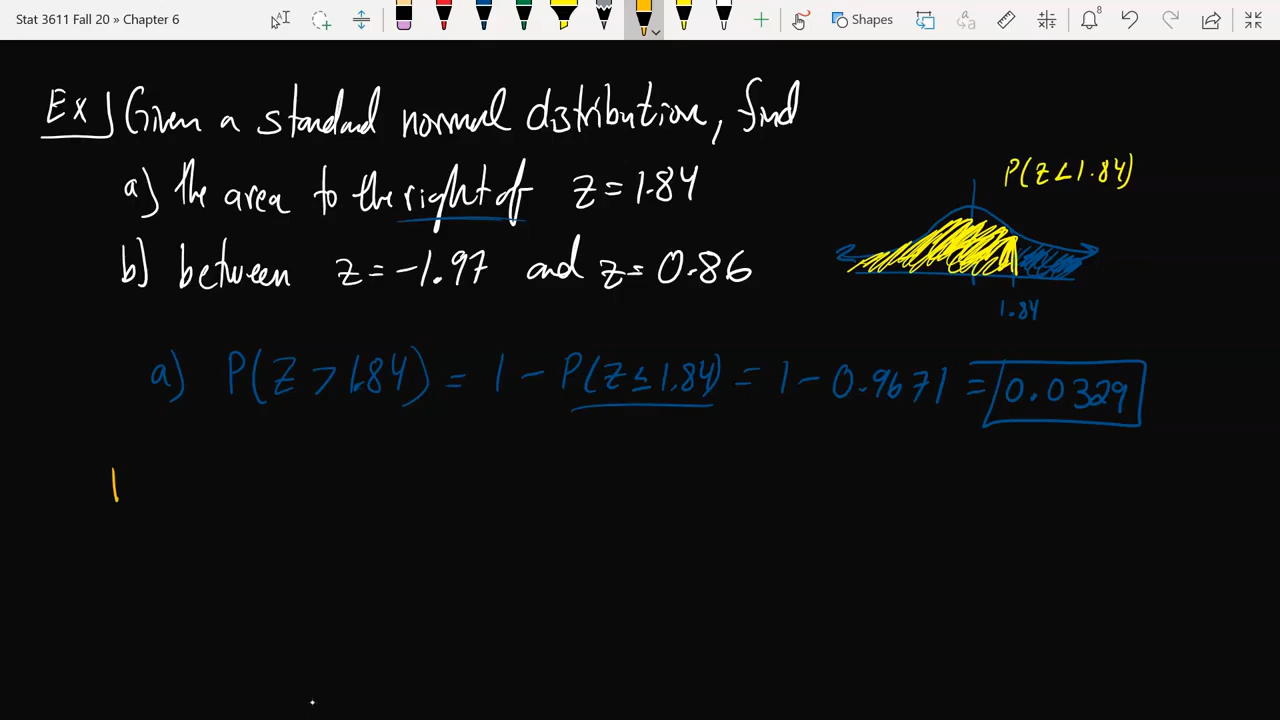 Stat 3611 Fall 20 » Chapter 6
Shapes
8
Ex) Given a standard normal distribution, find
a) the area to the right of z = 1.84
b) between z = -1.97 and z = 0.86
P(Z < 1.84)
1.84
a) P(Z > 1.84) = 1 - P(Z ≤ 1.84) = 1 - 0.9671 = 0.0329